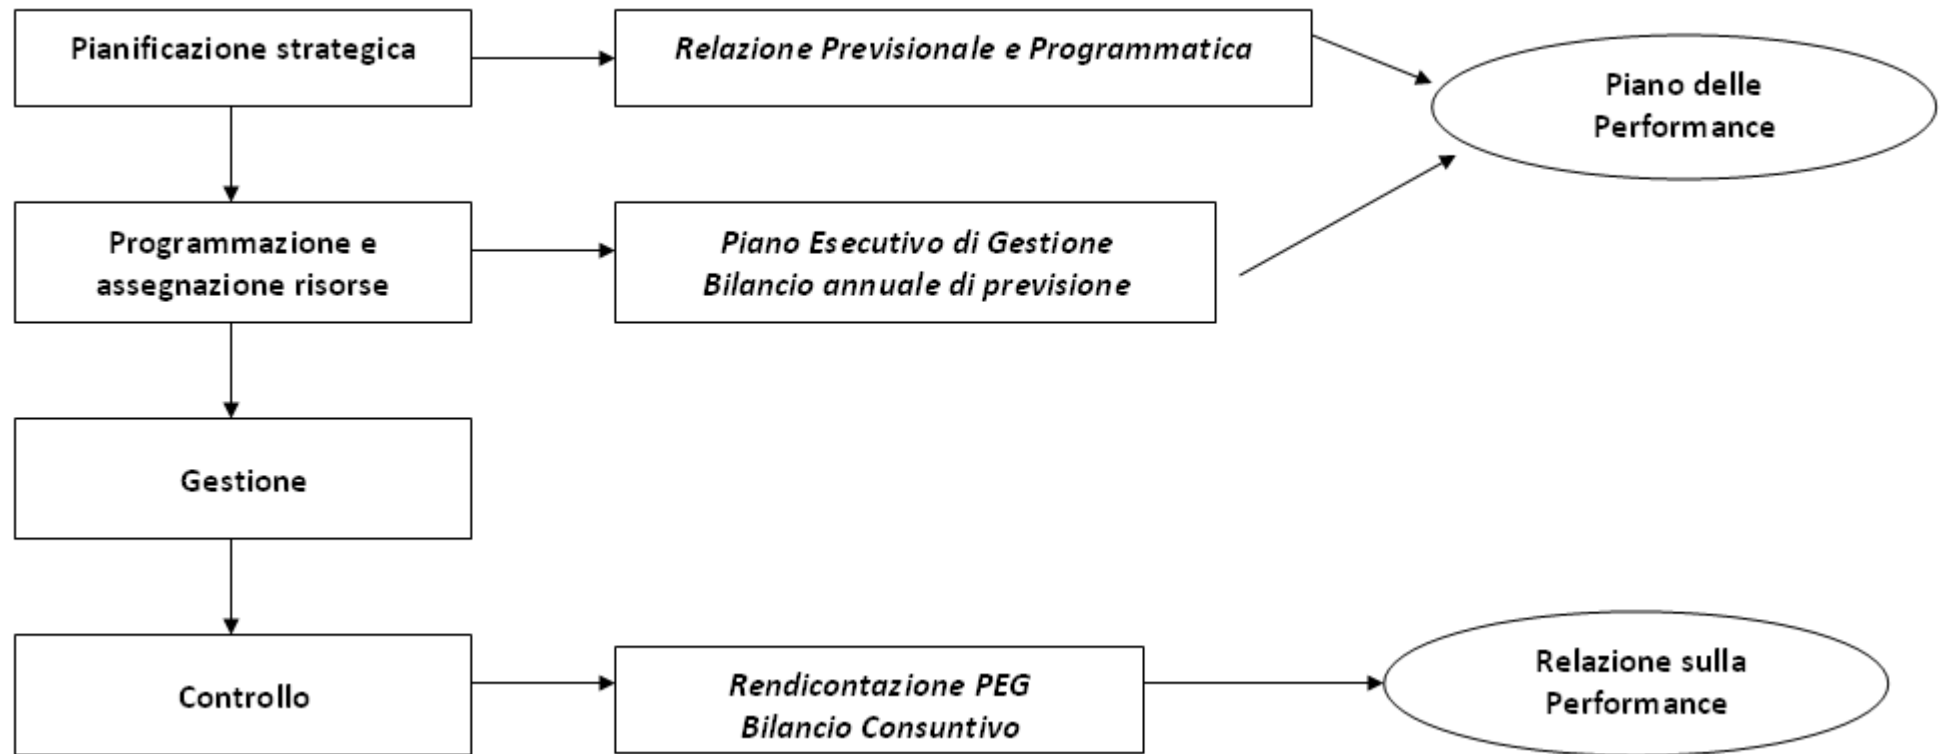 Pianificazione strategica
Relazione Previsionale e Programmatica
Piano delle
Performance
Programmazione e
assegnazione risorse
Piano Esecutivo di Gestione
Bilancio annuale di previsione
Gestione
Controllo
Rendicontazione PEG
Bilancio Consuntivo
Relazione sulla
Performance